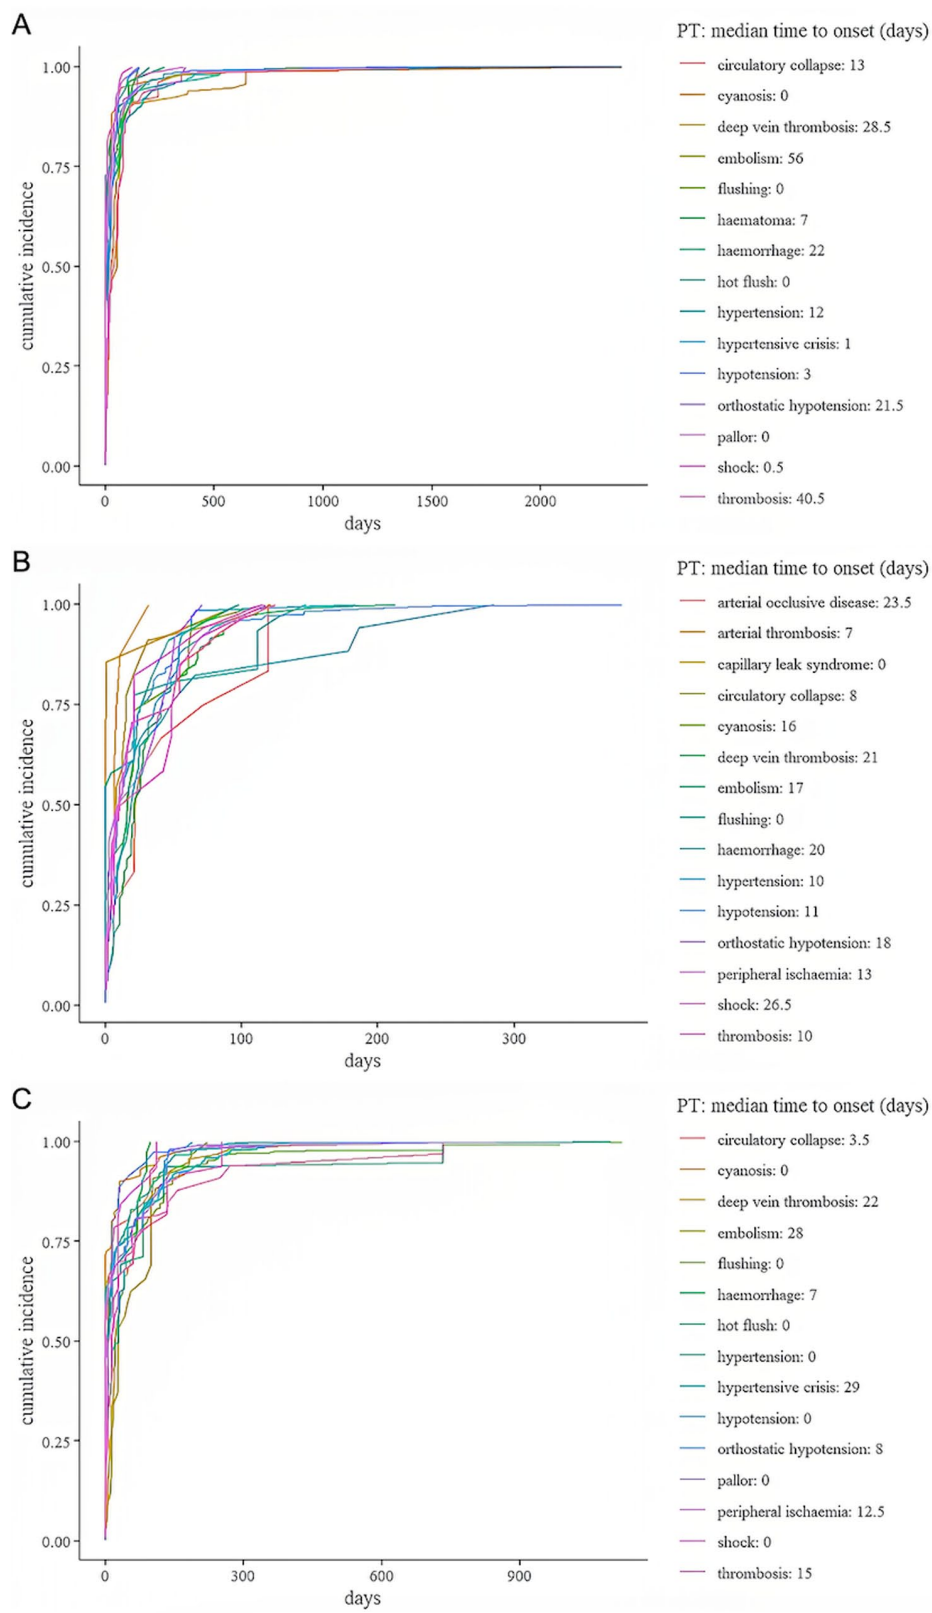 A
PT: median time to onset (days)
circulatory collapse: 13
cyanosis: 0
deep vein thrombosis: 28.5
embolism: 56
flushing: 0
haematoma: 7
haemorrhage: 22
hot flush: 0
hypertension: 12
hypertensive crisis: 1
hypotension: 3
orthostatic hypotension: 21.5
pallor: 0
shock: 0.5
thrombosis: 40.5
cumulative incidence
1.00
0.75
0.50
0.25
0.00
0 500 1000 1500 2000
days
B
PT: median time to onset (days)
arterial occlusive disease: 23.5
arterial thrombosis: 7
capillary leak syndrome: 0
circulatory collapse: 8
cyanosis: 16
deep vein thrombosis: 21
embolism: 17
flushing: 0
haemorrhage: 20
hypertension: 10
hypotension: 11
orthostatic hypotension: 18
peripheral ischaemia: 13
shock: 26.5
thrombosis: 10
cumulative incidence
1.00
0.75
0.50
0.25
0.00
0 100 200 300
days
C
PT: median time to onset (days)
circulatory collapse: 3.5
cyanosis: 0
deep vein thrombosis: 22
embolism: 28
flushing: 0
haemorrhage: 7
hot flush: 0
hypertension: 0
hypertensive crisis: 29
hypotension: 0
orthostatic hypotension: 8
pallor: 0
peripheral ischaemia: 12.5
shock: 0
thrombosis: 15
cumulative incidence
1.00
0.75
0.50
0.25
0.00
0 300 600 900
days